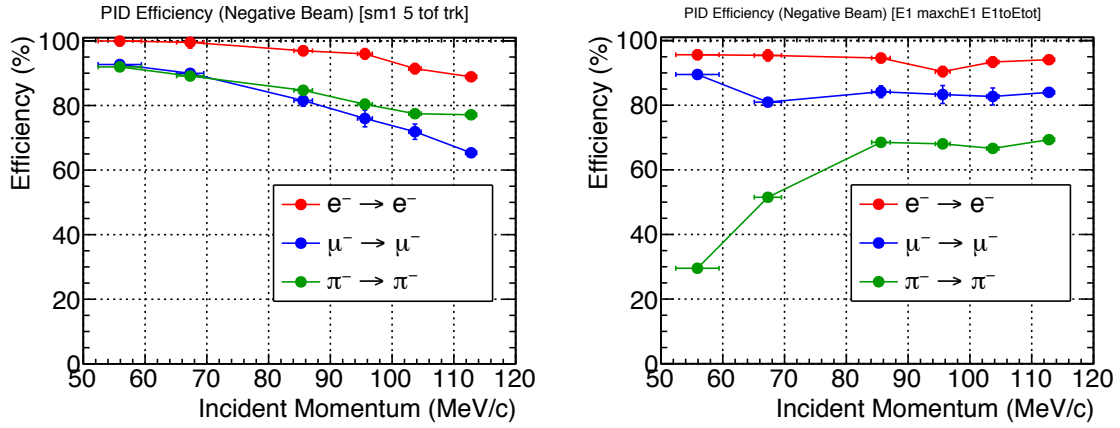 PID Efficiency (Negative Beam) [sm1 5 tof trk]
Efficiency (%)
100
80
60
40
20
0
e⁻ → e⁻
μ⁻ → μ⁻
π⁻ → π⁻
50 60 70 80 90 100 110 120
Incident Momentum (MeV/c)
PID Efficiency (Negative Beam) [E1 maxchE1 E1toEtot]
Efficiency (%)
100
80
60
40
20
0
e⁻ → e⁻
μ⁻ → μ⁻
π⁻ → π⁻
50 60 70 80 90 100 110 120
Incident Momentum (MeV/c)